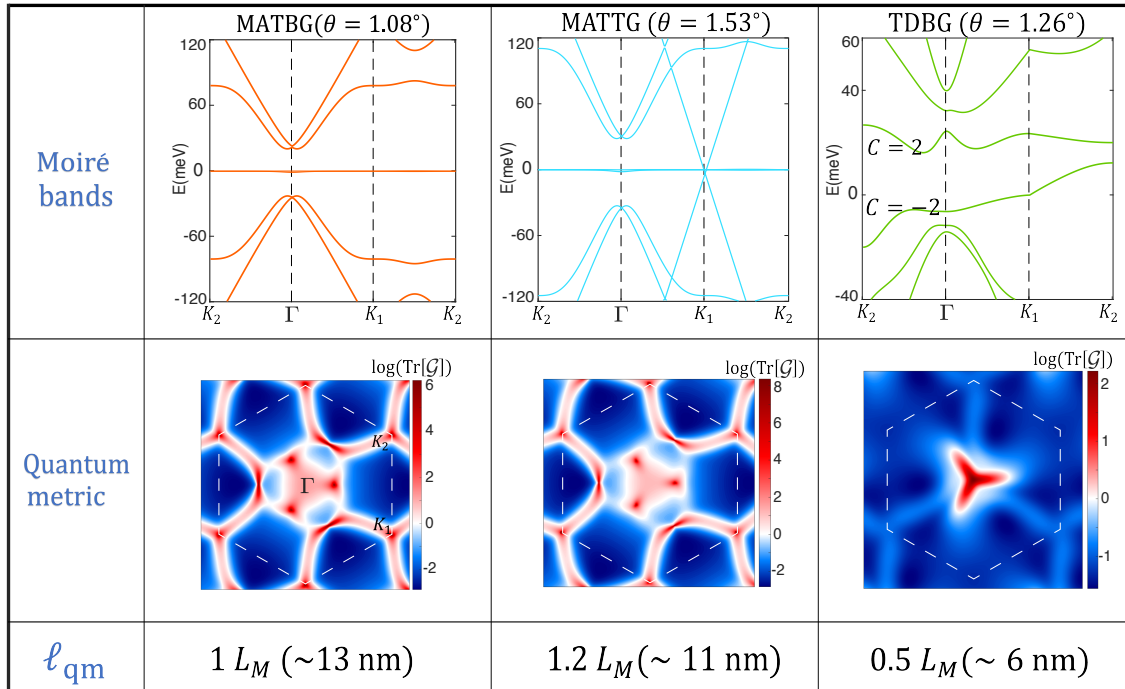 MATBG(θ = 1.08°)
MATTG (θ = 1.53°)
TDBG (θ = 1.26°)
Moiré
bands
E(meV)
120
60
0
-60
-120
K₂
Γ
K₁
K₂
E(meV)
120
60
0
-60
-120
K₂
Γ
K₁
K₂
E(meV)
60
40
0
-40
C = 2
C = −2
K₂
Γ
K₁
K₂
Quantum
metric
log(Tr[𝒢])
6
4
2
0
-2
K₂
Γ
K₁
log(Tr[𝒢])
8
6
4
2
0
-2
log(Tr[𝒢])
2
1
0
-1
ℓqm
1 L_M (~13 nm)
1.2 L_M(~ 11 nm)
0.5 L_M(~ 6 nm)